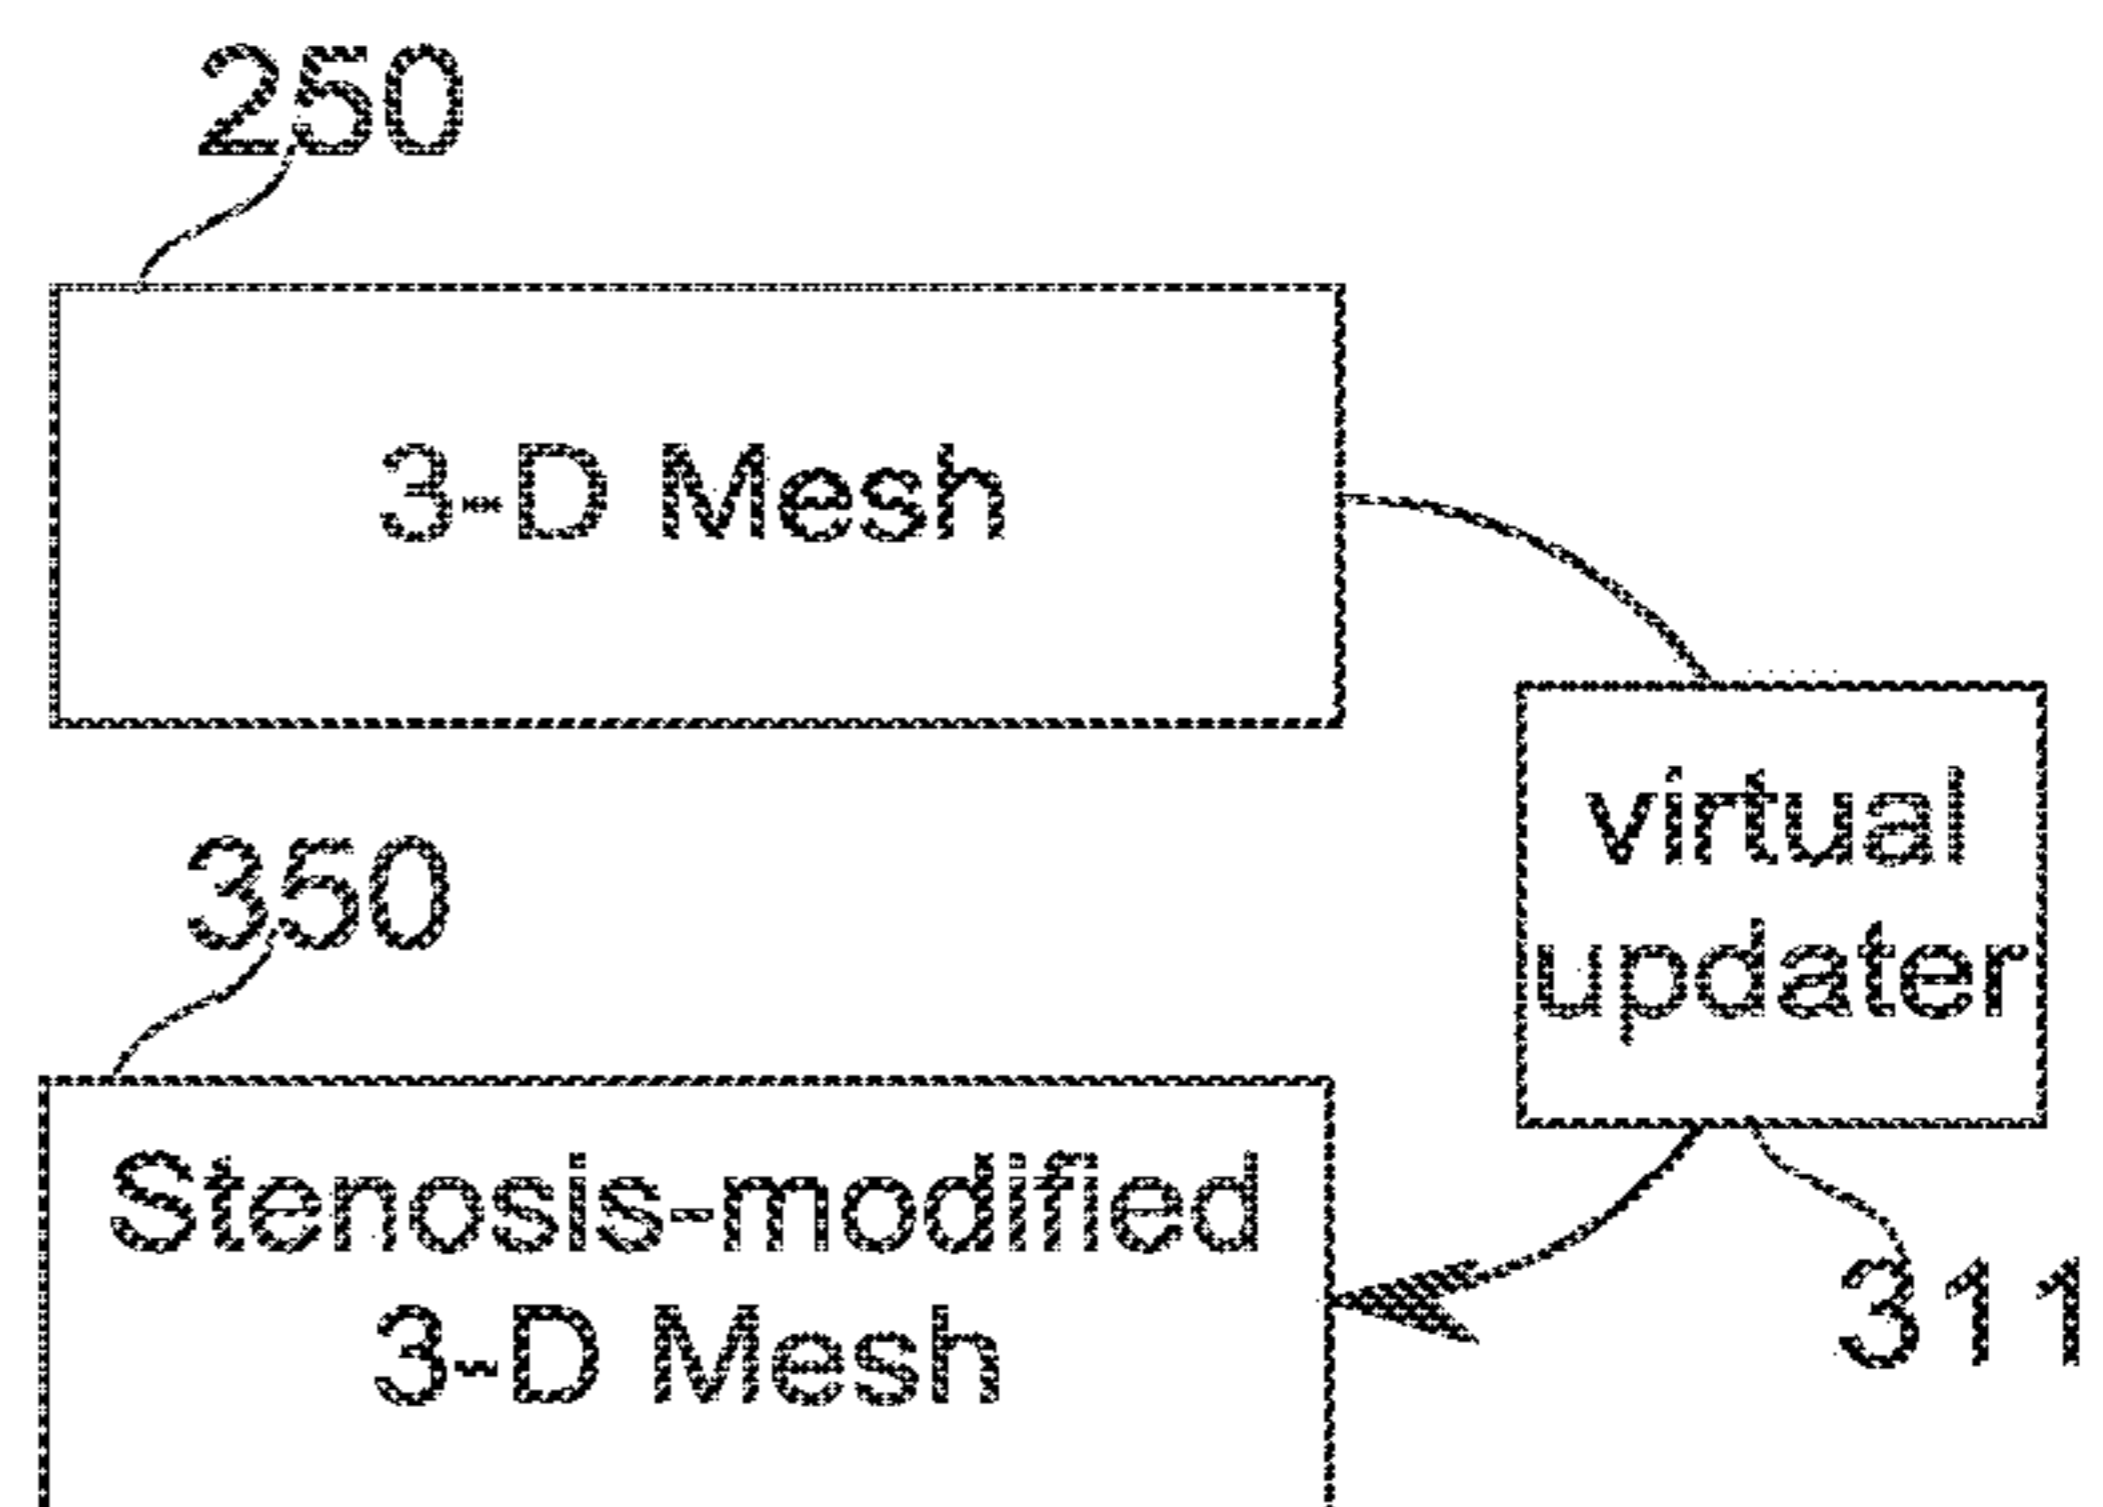 250
3-D Mesh
virtual
updater
350
Stenosis-modified
3-D Mesh
311